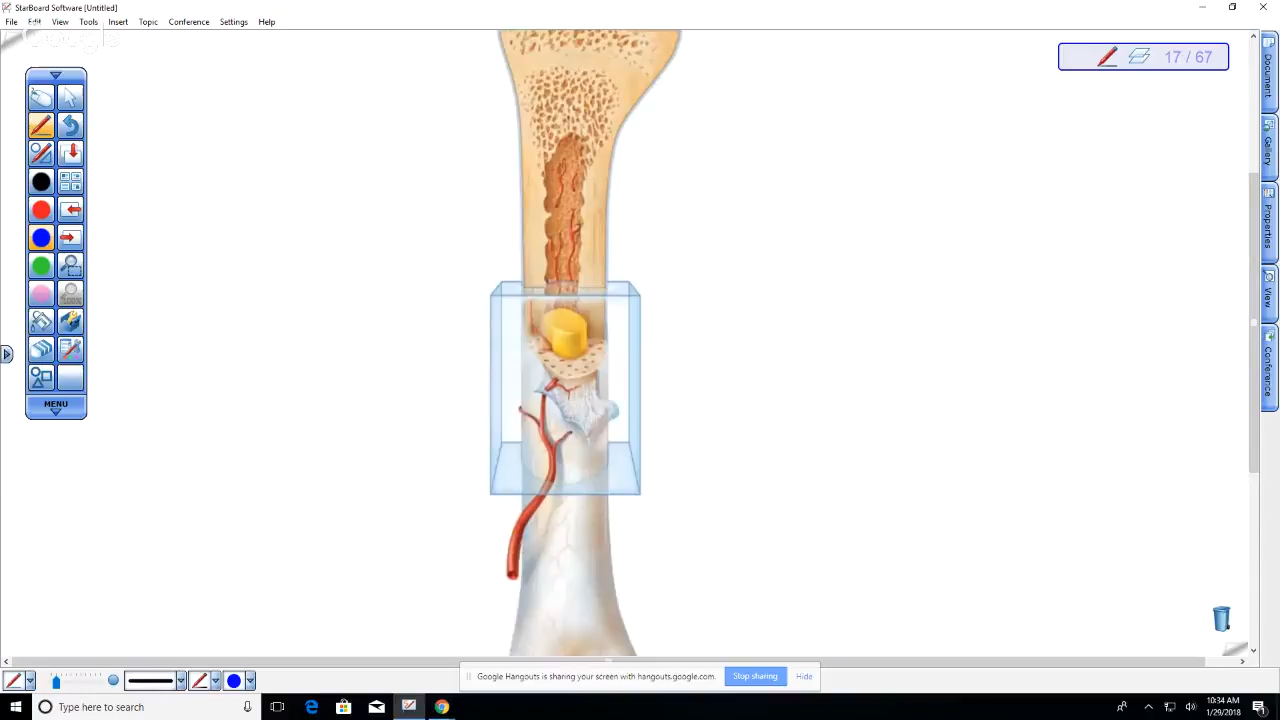 StarBoard Software [Untitled]
File Edit View Tools Insert Topic Conference Settings Help
17 / 67
MENU
Document
Gallery
Properties
View
Conference
Google Hangouts is sharing your screen with hangouts.google.com.
Stop sharing
Hide
Type here to search
10:34 AM
1/29/2018